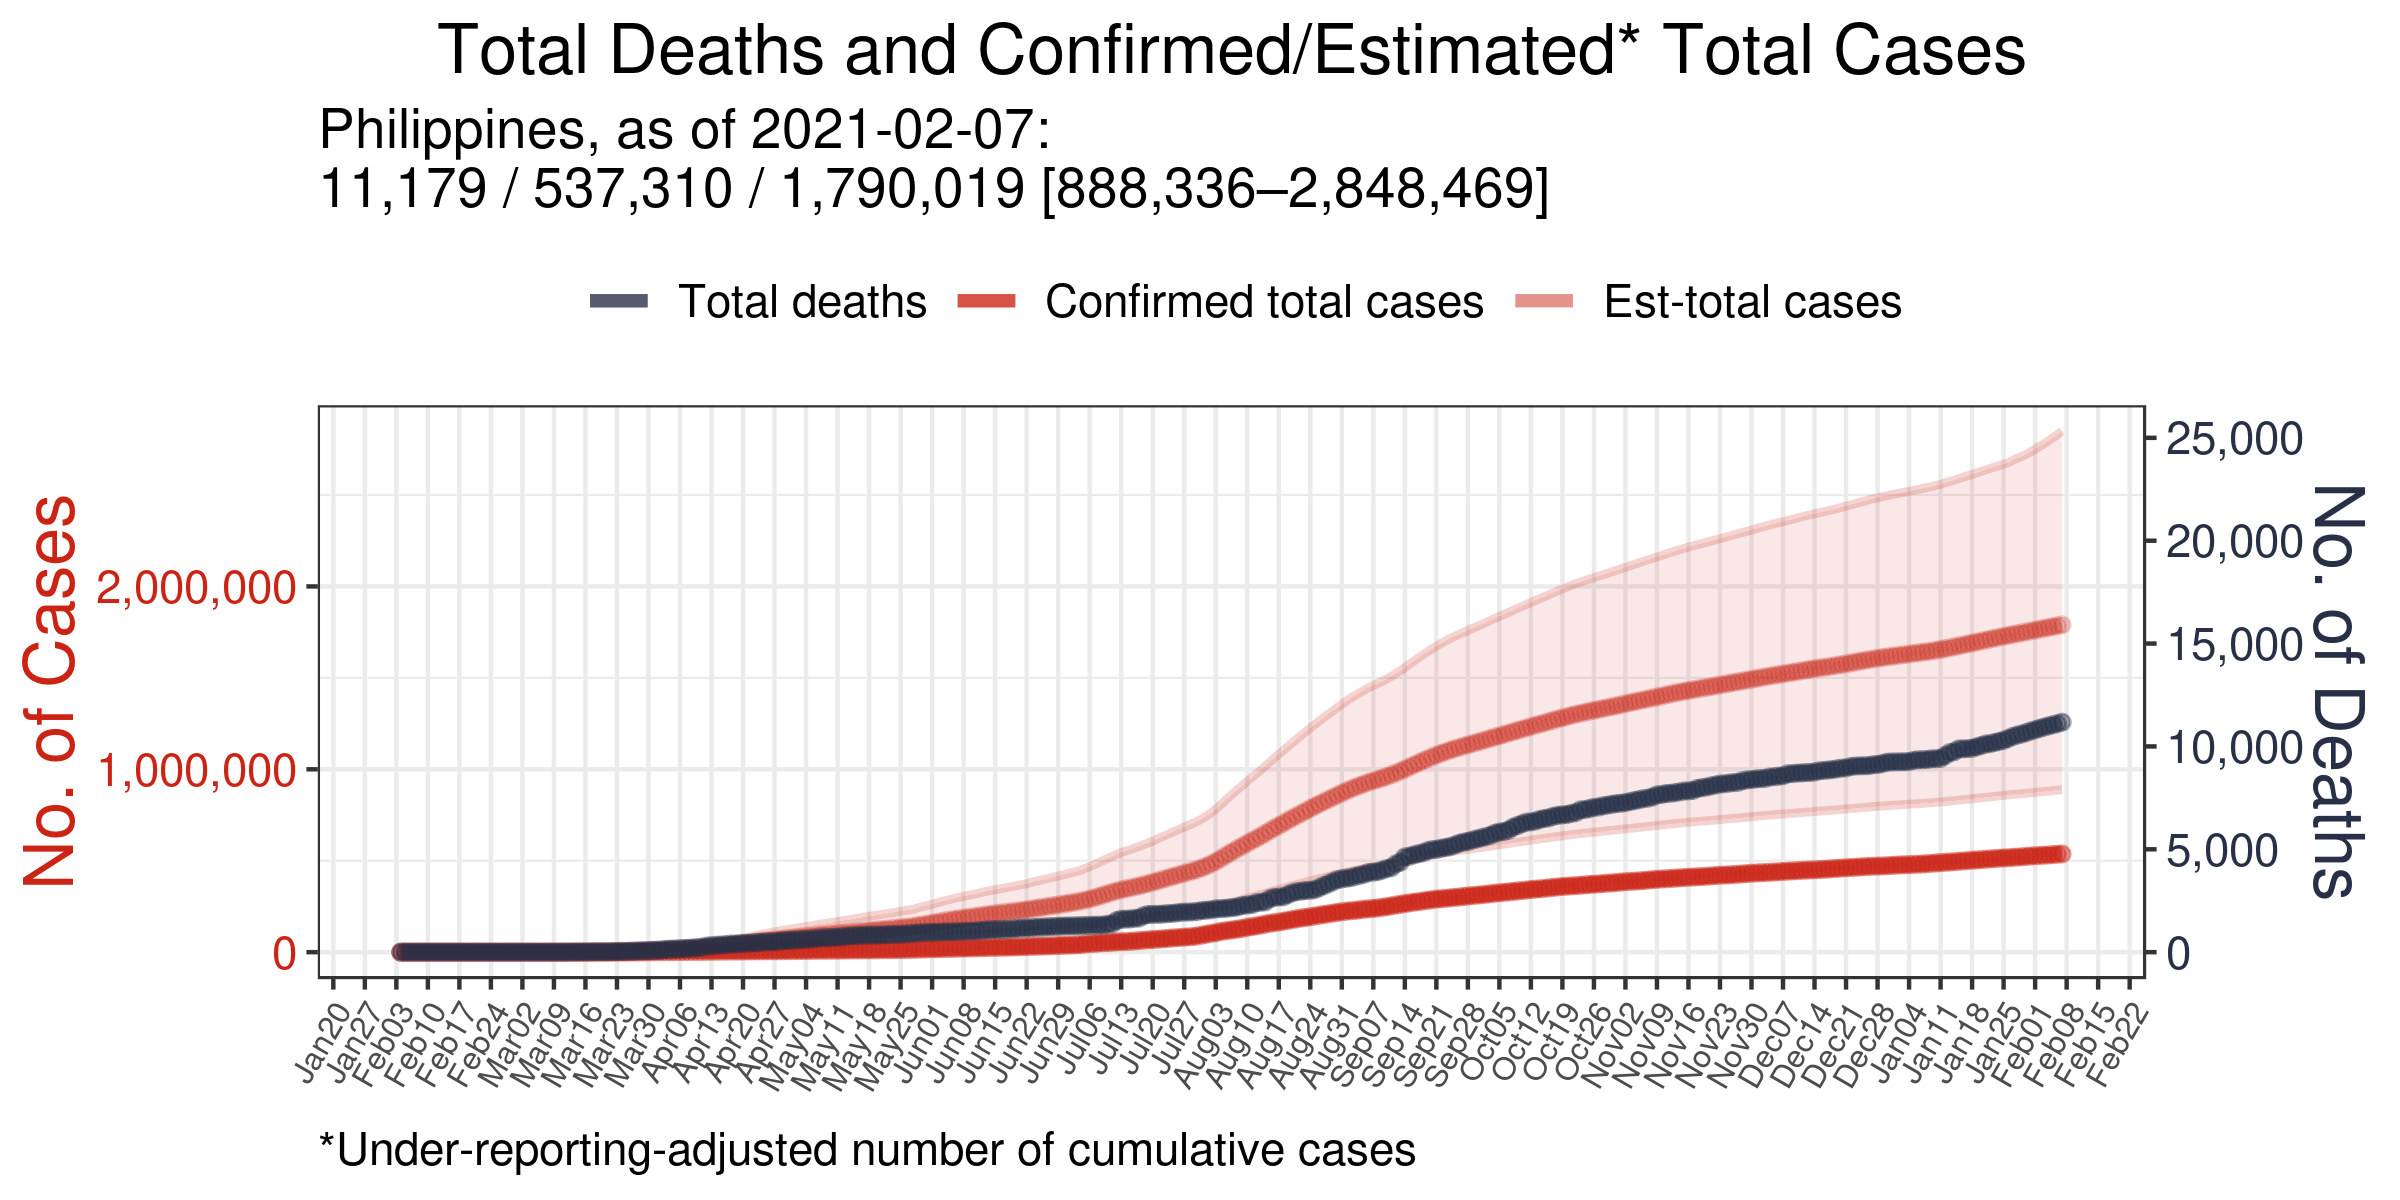 Total Deaths and Confirmed/Estimated* Total Cases
Philippines, as of 2021-02-07:
11,179 / 537,310 / 1,790,019 [888,336–2,848,469]
Total deaths
Confirmed total cases
Est-total cases
No. of Cases
2,000,000
1,000,000
0
25,000
20,000
15,000
10,000
5,000
0
No. of Deaths
Jan20
Jan27
Feb03
Feb10
Feb17
Feb24
Mar02
Mar09
Mar16
Mar23
Mar30
Apr06
Apr13
Apr20
Apr27
May04
May11
May18
May25
Jun01
Jun08
Jun15
Jun22
Jun29
Jul06
Jul13
Jul20
Jul27
Aug03
Aug10
Aug17
Aug24
Aug31
Sep07
Sep14
Sep21
Sep28
Oct05
Oct12
Oct19
Oct26
Nov02
Nov09
Nov16
Nov23
Nov30
Dec07
Dec14
Dec21
Dec28
Jan04
Jan11
Jan18
Jan25
Feb01
Feb08
Feb15
Feb22
*Under-reporting-adjusted number of cumulative cases